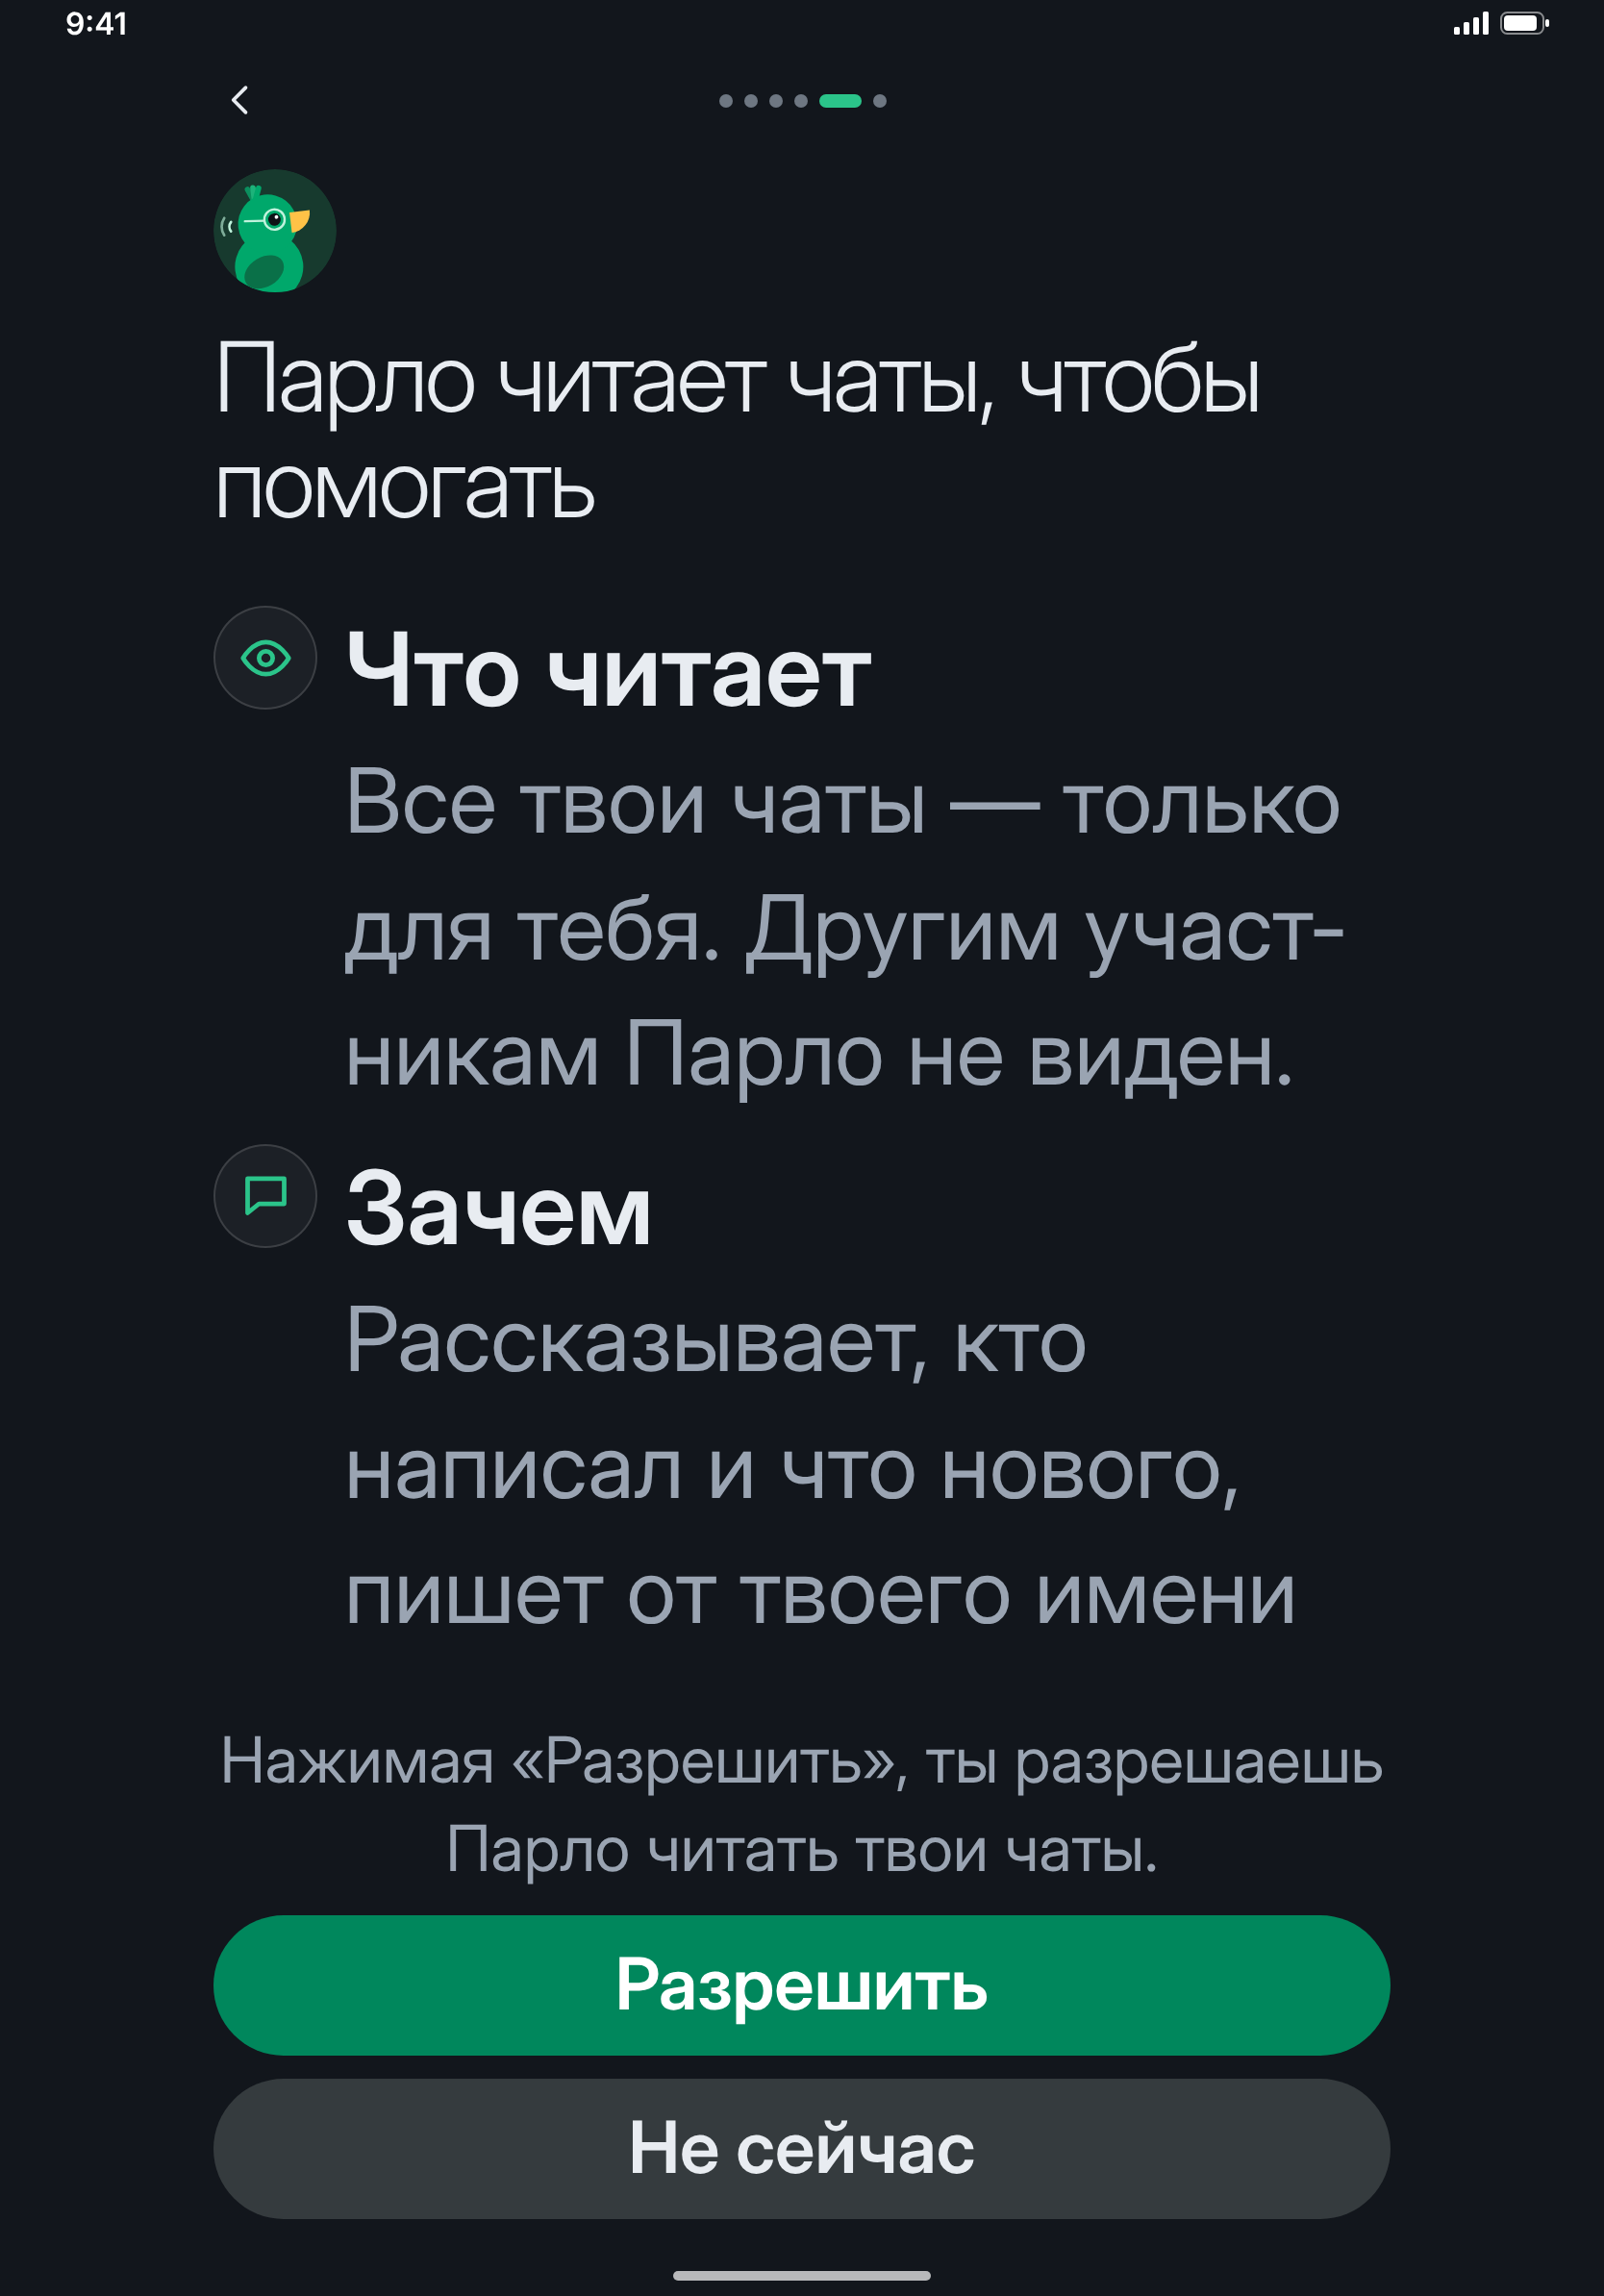 9:41
Парло читает чаты, чтобы
помогать
Что читает
Все твои чаты — только
для тебя. Другим участ-
никам Парло не виден.
Зачем
Рассказывает, кто
написал и что нового,
пишет от твоего имени
Нажимая «Разрешить», ты разрешаешь
Парло читать твои чаты.
Разрешить
Не сейчас